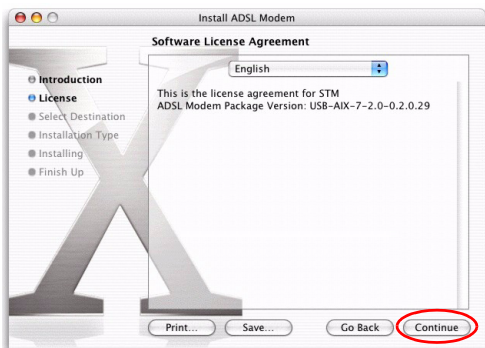 Install ADSL Modem
Software License Agreement
English
Introduction
License
Select Destination
Installation Type
Installing
Finish Up
This is the license agreement for STM
ADSL Modem Package Version: USB-AIX-7-2.0-0.2.0.29
Print...
Save...
Go Back
Continue